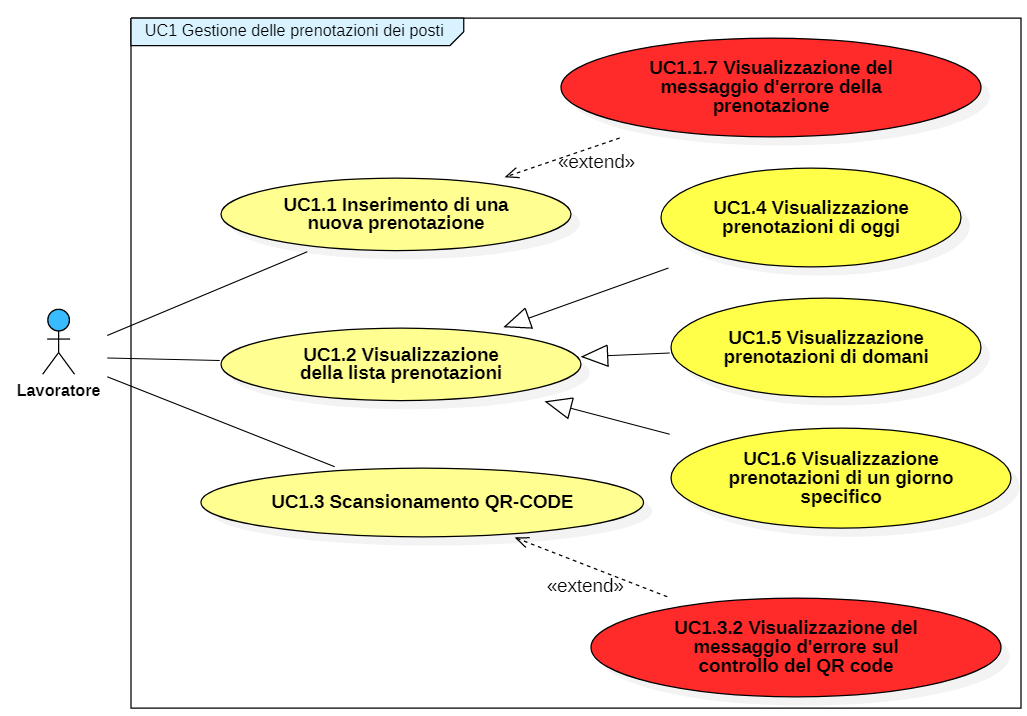 UC1 Gestione delle prenotazioni dei posti
UC1.1.7 Visualizzazione del
messaggio d'errore della
prenotazione
«extend»
UC1.1 Inserimento di una
nuova prenotazione
UC1.4 Visualizzazione
prenotazioni di oggi
UC1.2 Visualizzazione
della lista prenotazioni
UC1.5 Visualizzazione
prenotazioni di domani
Lavoratore
UC1.6 Visualizzazione
prenotazioni di un giorno
specifico
UC1.3 Scansionamento QR-CODE
«extend»
UC1.3.2 Visualizzazione del
messaggio d'errore sul
controllo del QR code